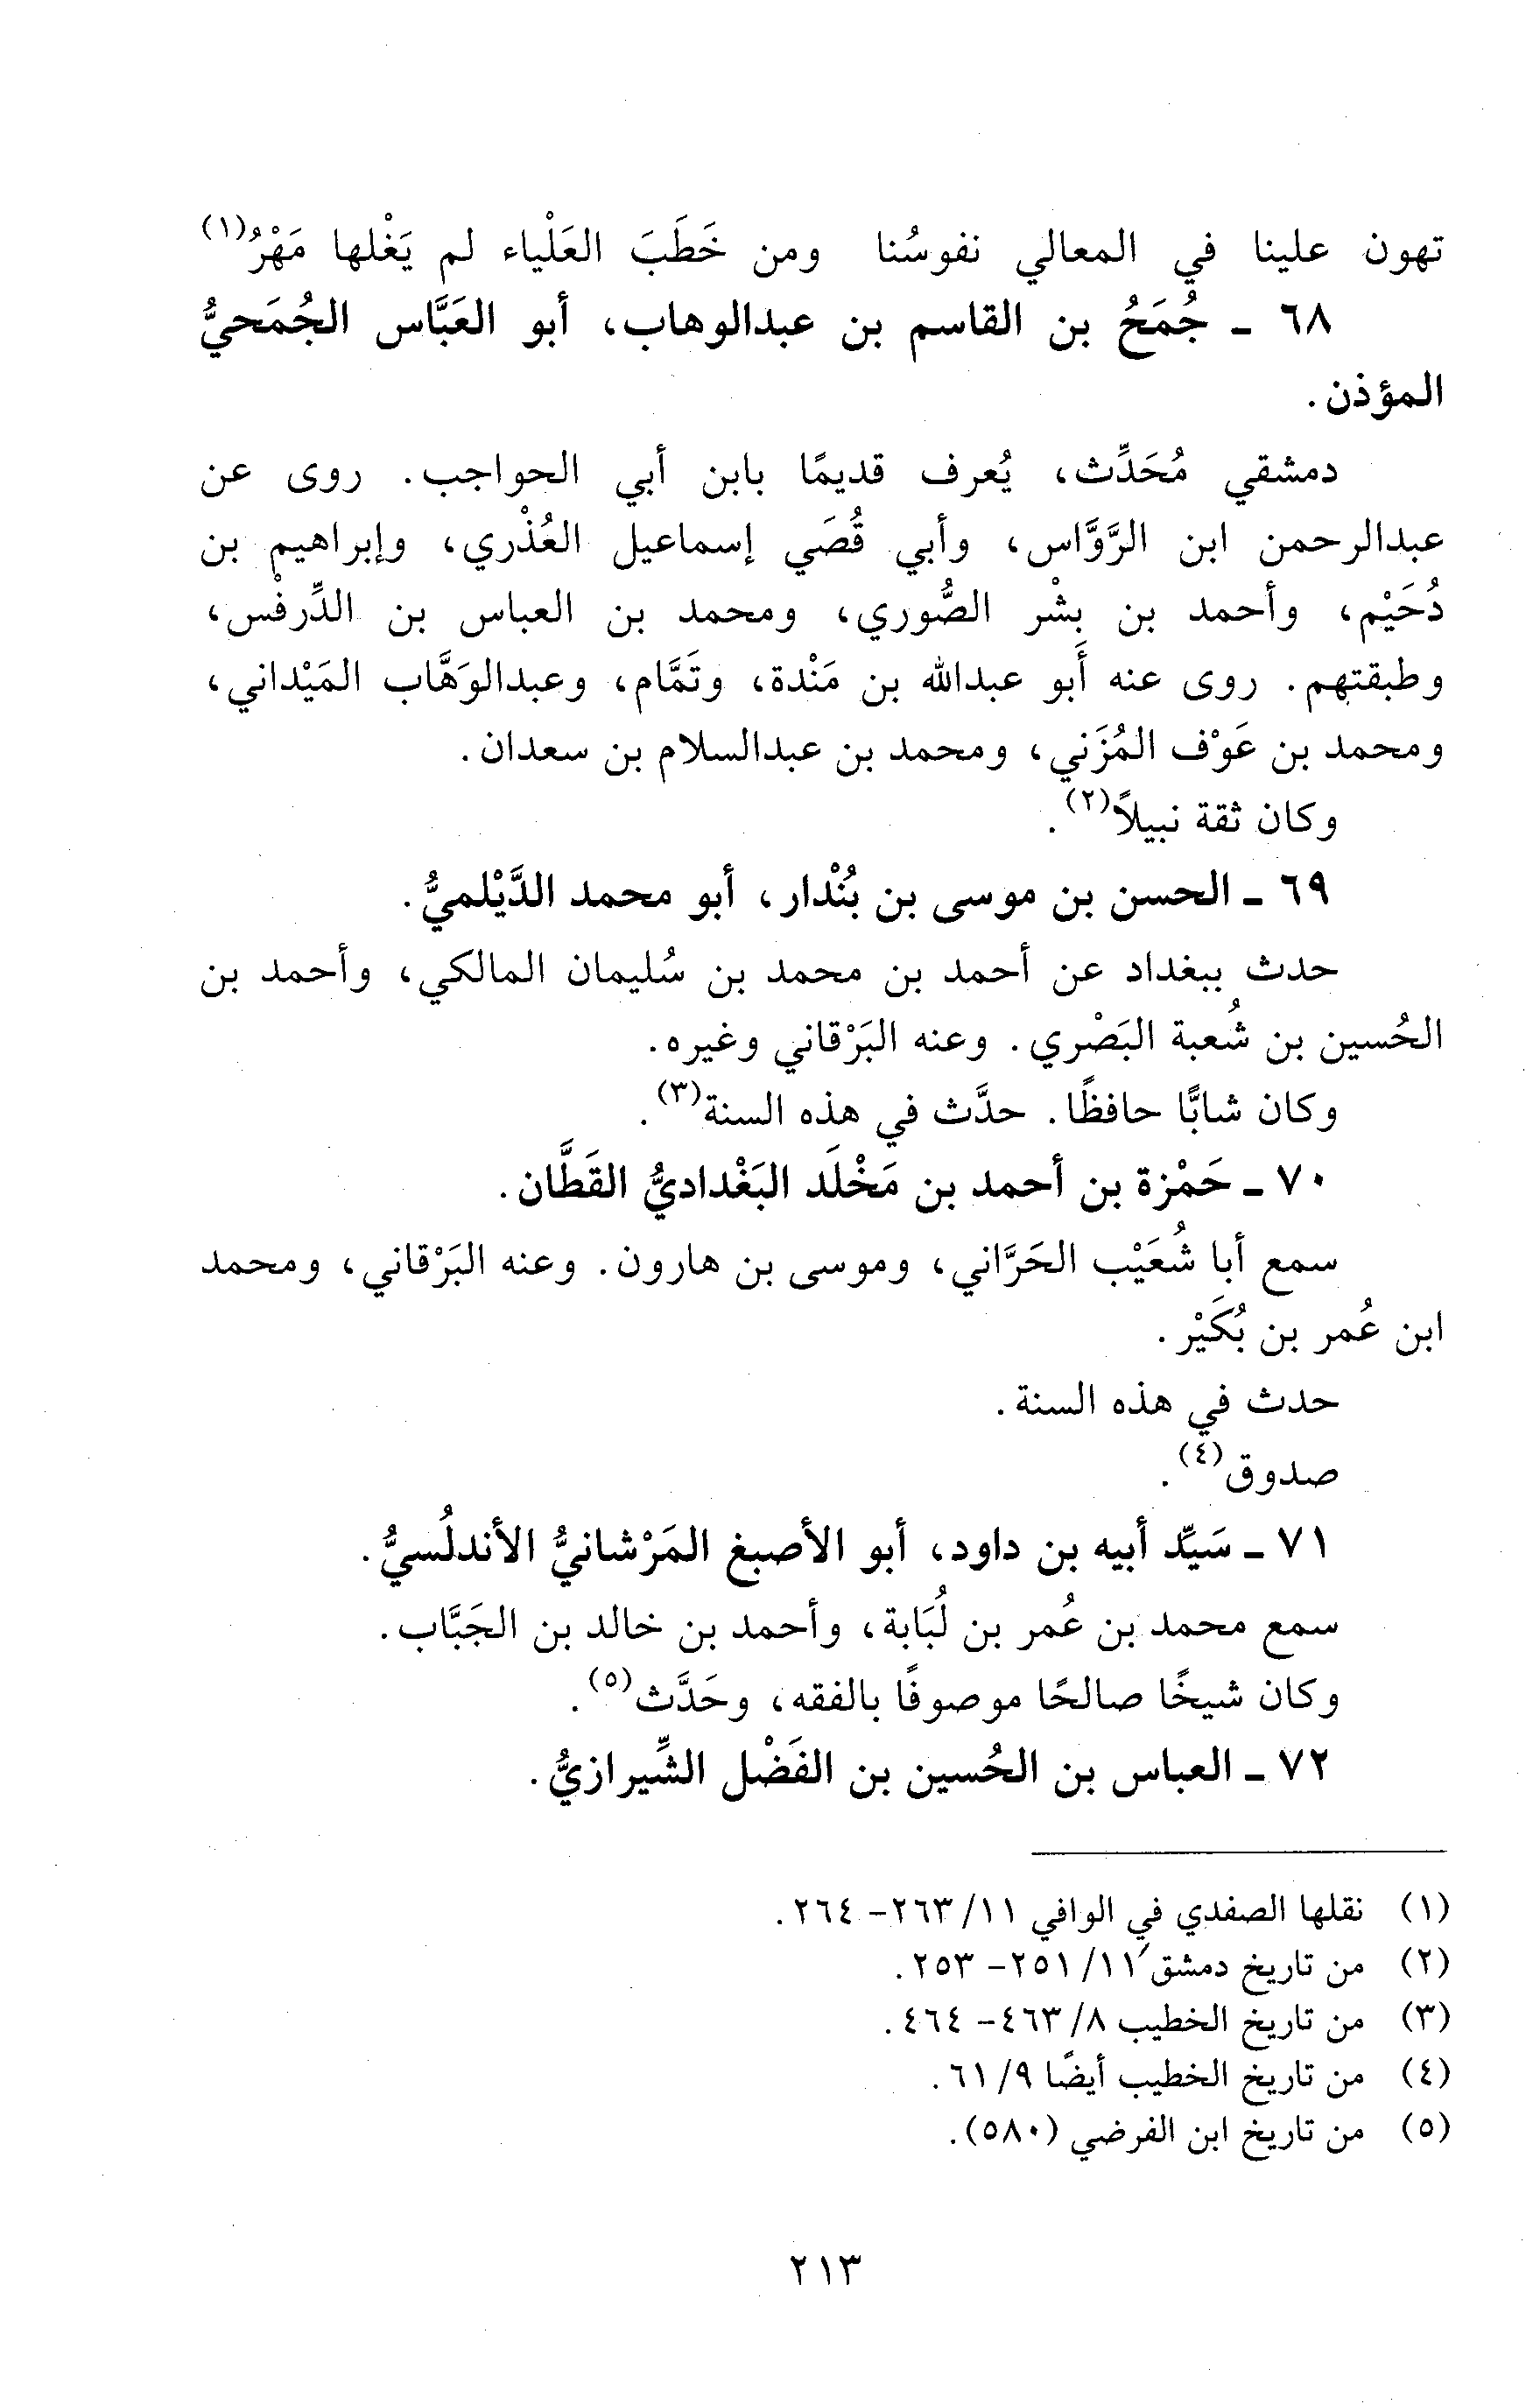 تهون علينا في المعالي نفوسُنا ومن خَطَبَ العَلْياء لم يَغْلها مَهْرُ(١)
٦٨ - جُمَحُ بن القاسم بن عبدالوهاب، أبو العَبَّاس الجُمَحيُّ
المؤذن.
دمشقي مُحَدِّث، يُعرف قديمًا بابن أبي الحواجب. روى عن
عبدالرحمن ابن الرَّوَّاس، وأبي قُصَي إسماعيل العُذْري، وإبراهيم بن
دُحَيْم، وأحمد بن بِشْر الصُّوري، ومحمد بن العباس بن الدِّرفْس،
وطبقتهم. روى عنه أَبو عبدالله بن مَنْدة، وتَمَّام، وعبدالوَهَّاب المَيْداني،
ومحمد بن عَوْف المُزَني، ومحمد بن عبدالسلام بن سعدان.
وكان ثقة نبيلاً(٢).
٦٩ - الحسن بن موسى بن بُنْدار، أبو محمد الدَّيْلميُّ.
حدث ببغداد عن أحمد بن محمد بن سُليمان المالكي، وأحمد بن
الحُسين بن شُعبة البَصْري. وعنه البَرْقاني وغيره.
وكان شابًّا حافظًا. حدَّث في هذه السنة(٣).
٧٠ - حَمْزة بن أحمد بن مَخْلَد البَغْداديُّ القَطَّان.
سمع أبا شُعَيْب الحَرَّاني، وموسى بن هارون. وعنه البَرْقاني، ومحمد
ابن عُمر بن بُكَيْر.
حدث في هذه السنة.
صدوق(٤).
٧١ - سَيِّد أبيه بن داود، أبو الأصبغ المَرْشانيُّ الأندلُسيُّ.
سمع محمد بن عُمر بن لُبَابة، وأحمد بن خالد بن الجَبَّاب.
وكان شيخًا صالحًا موصوفًا بالفقه، وحَدَّث(٥).
٧٢ - العباس بن الحُسين بن الفَضْل الشِّيرازيُّ.
(١) نقلها الصفدي في الوافي ١١/ ٢٦٣- ٢٦٤.
(٢) من تاريخ دمشق ١١/ ٢٥١- ٢٥٣.
(٣) من تاريخ الخطيب ٨/ ٤٦٣- ٤٦٤.
(٤) من تاريخ الخطيب أيضًا ٩/ ٦١.
(٥) من تاريخ ابن الفرضي (٥٨٠).
٢١٣